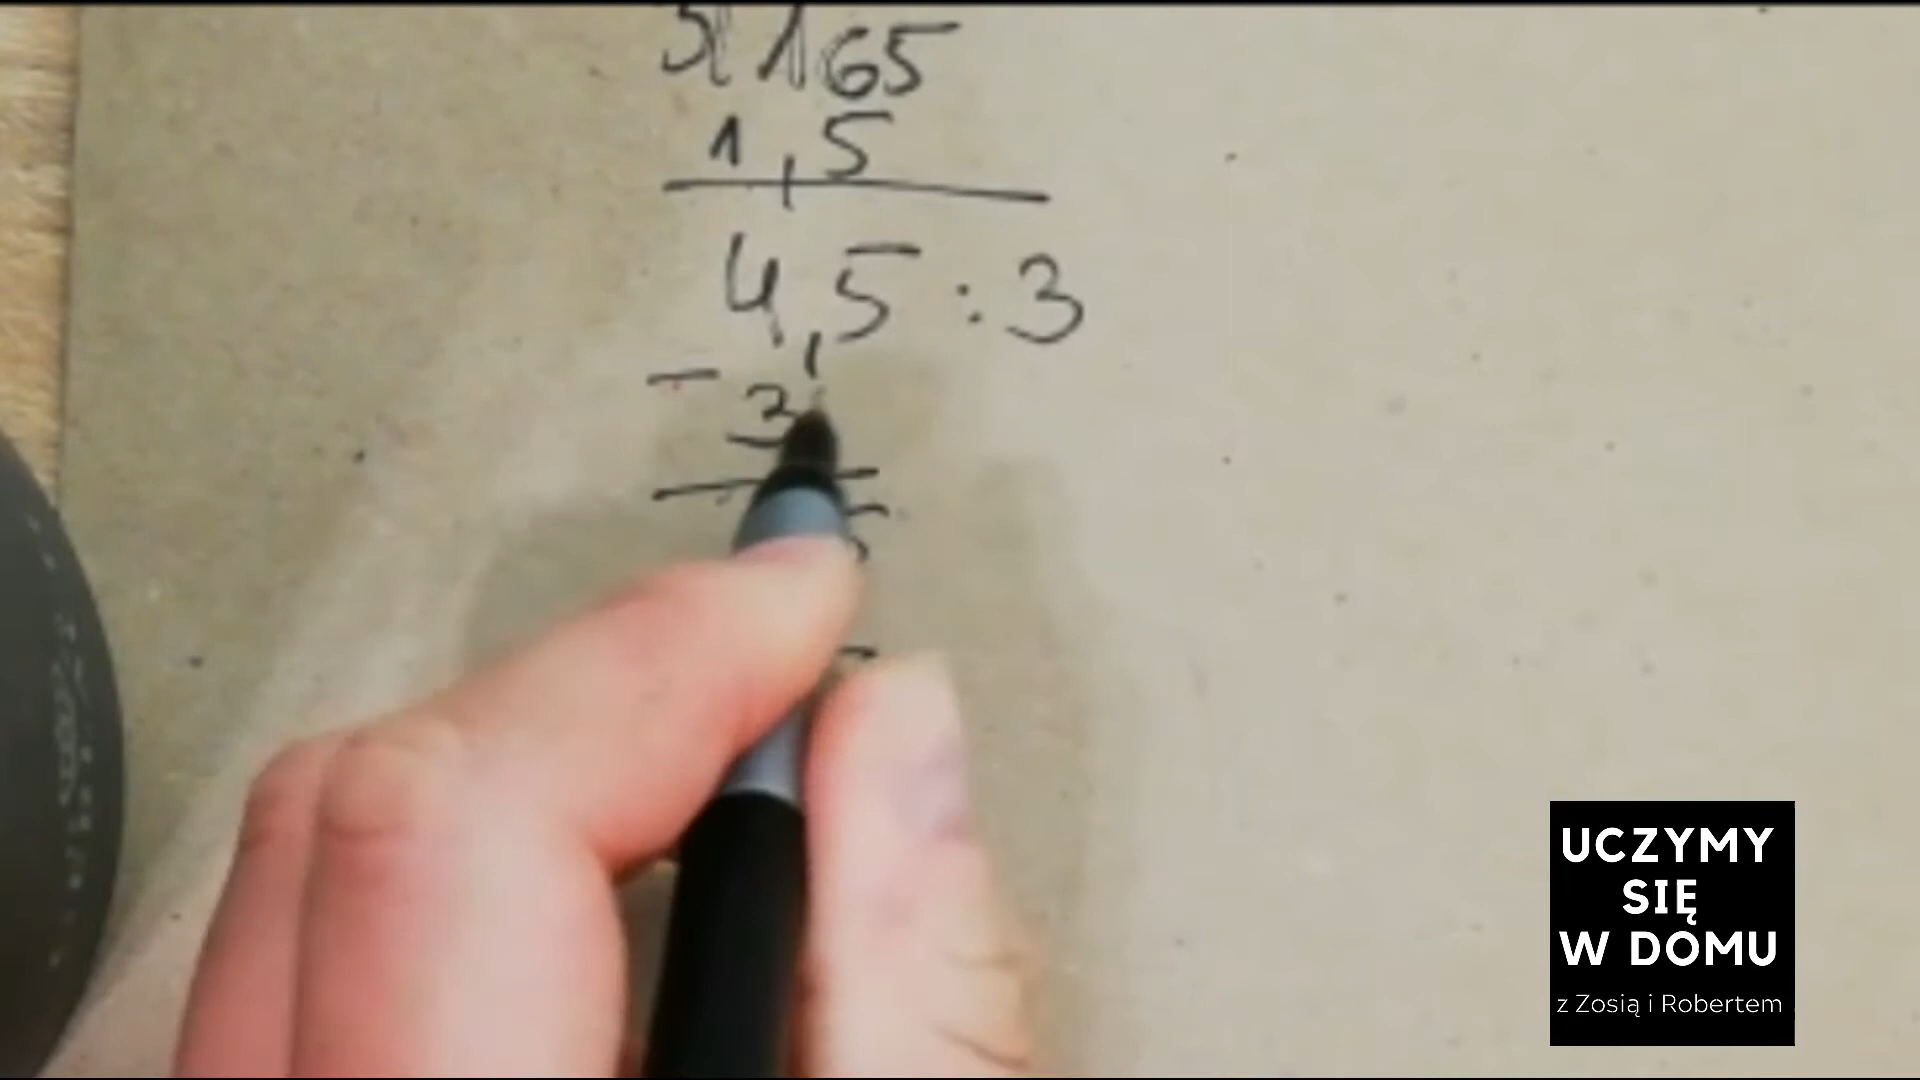 1,5
4,5 : 3
- 3
UCZYMY
SIĘ
W DOMU
z Zosią i Robertem